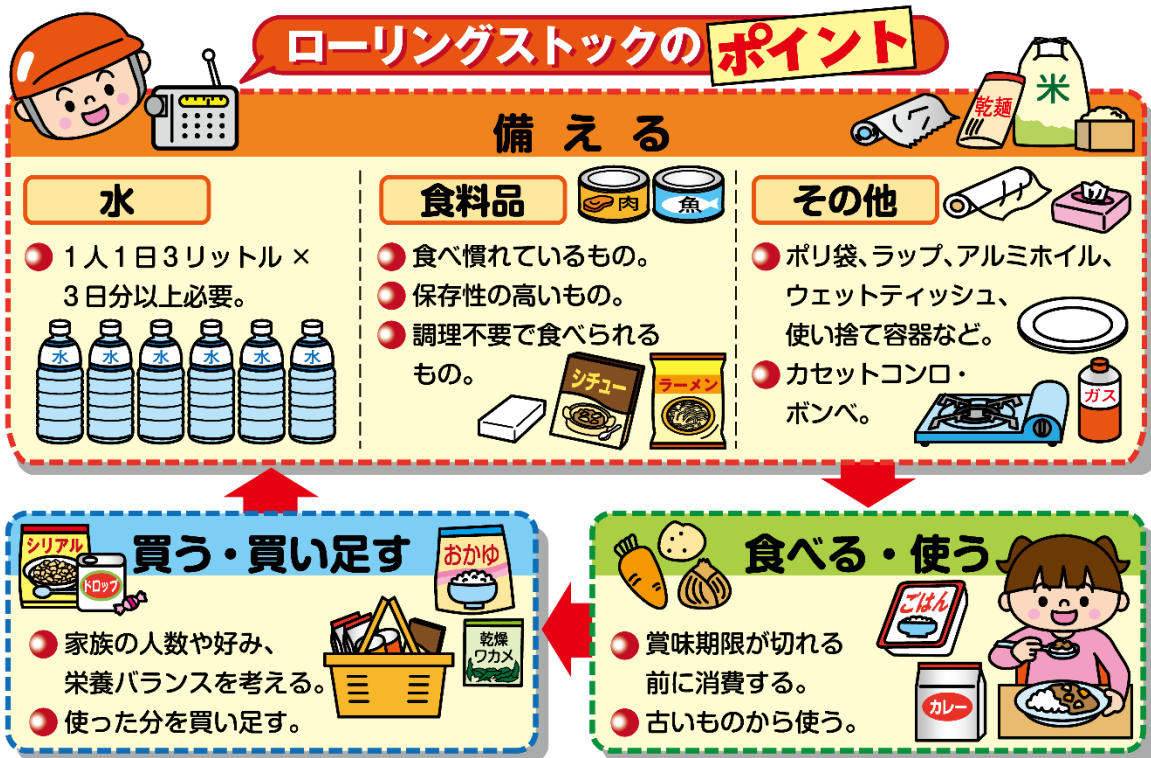 ローリングストックの ポイント
備える
乾麺
米
水
1人1日3リットル×
3日分以上必要。
水 水 水 水 水 水
食料品
肉
魚
食べ慣れているもの。
保存性の高いもの。
調理不要で食べられる
もの。
シチュー
ラーメン
その他
ポリ袋、ラップ、アルミホイル、
ウェットティッシュ、
使い捨て容器など。
カセットコンロ・
ボンベ。
ガス
食べる・使う
ごはん
賞味期限が切れる
前に消費する。
古いものから使う。
カレー
買う・買い足す
シリアル
ドロップ
おかゆ
家族の人数や好み、
栄養バランスを考える。
使った分を買い足す。
乾燥
ワカメ